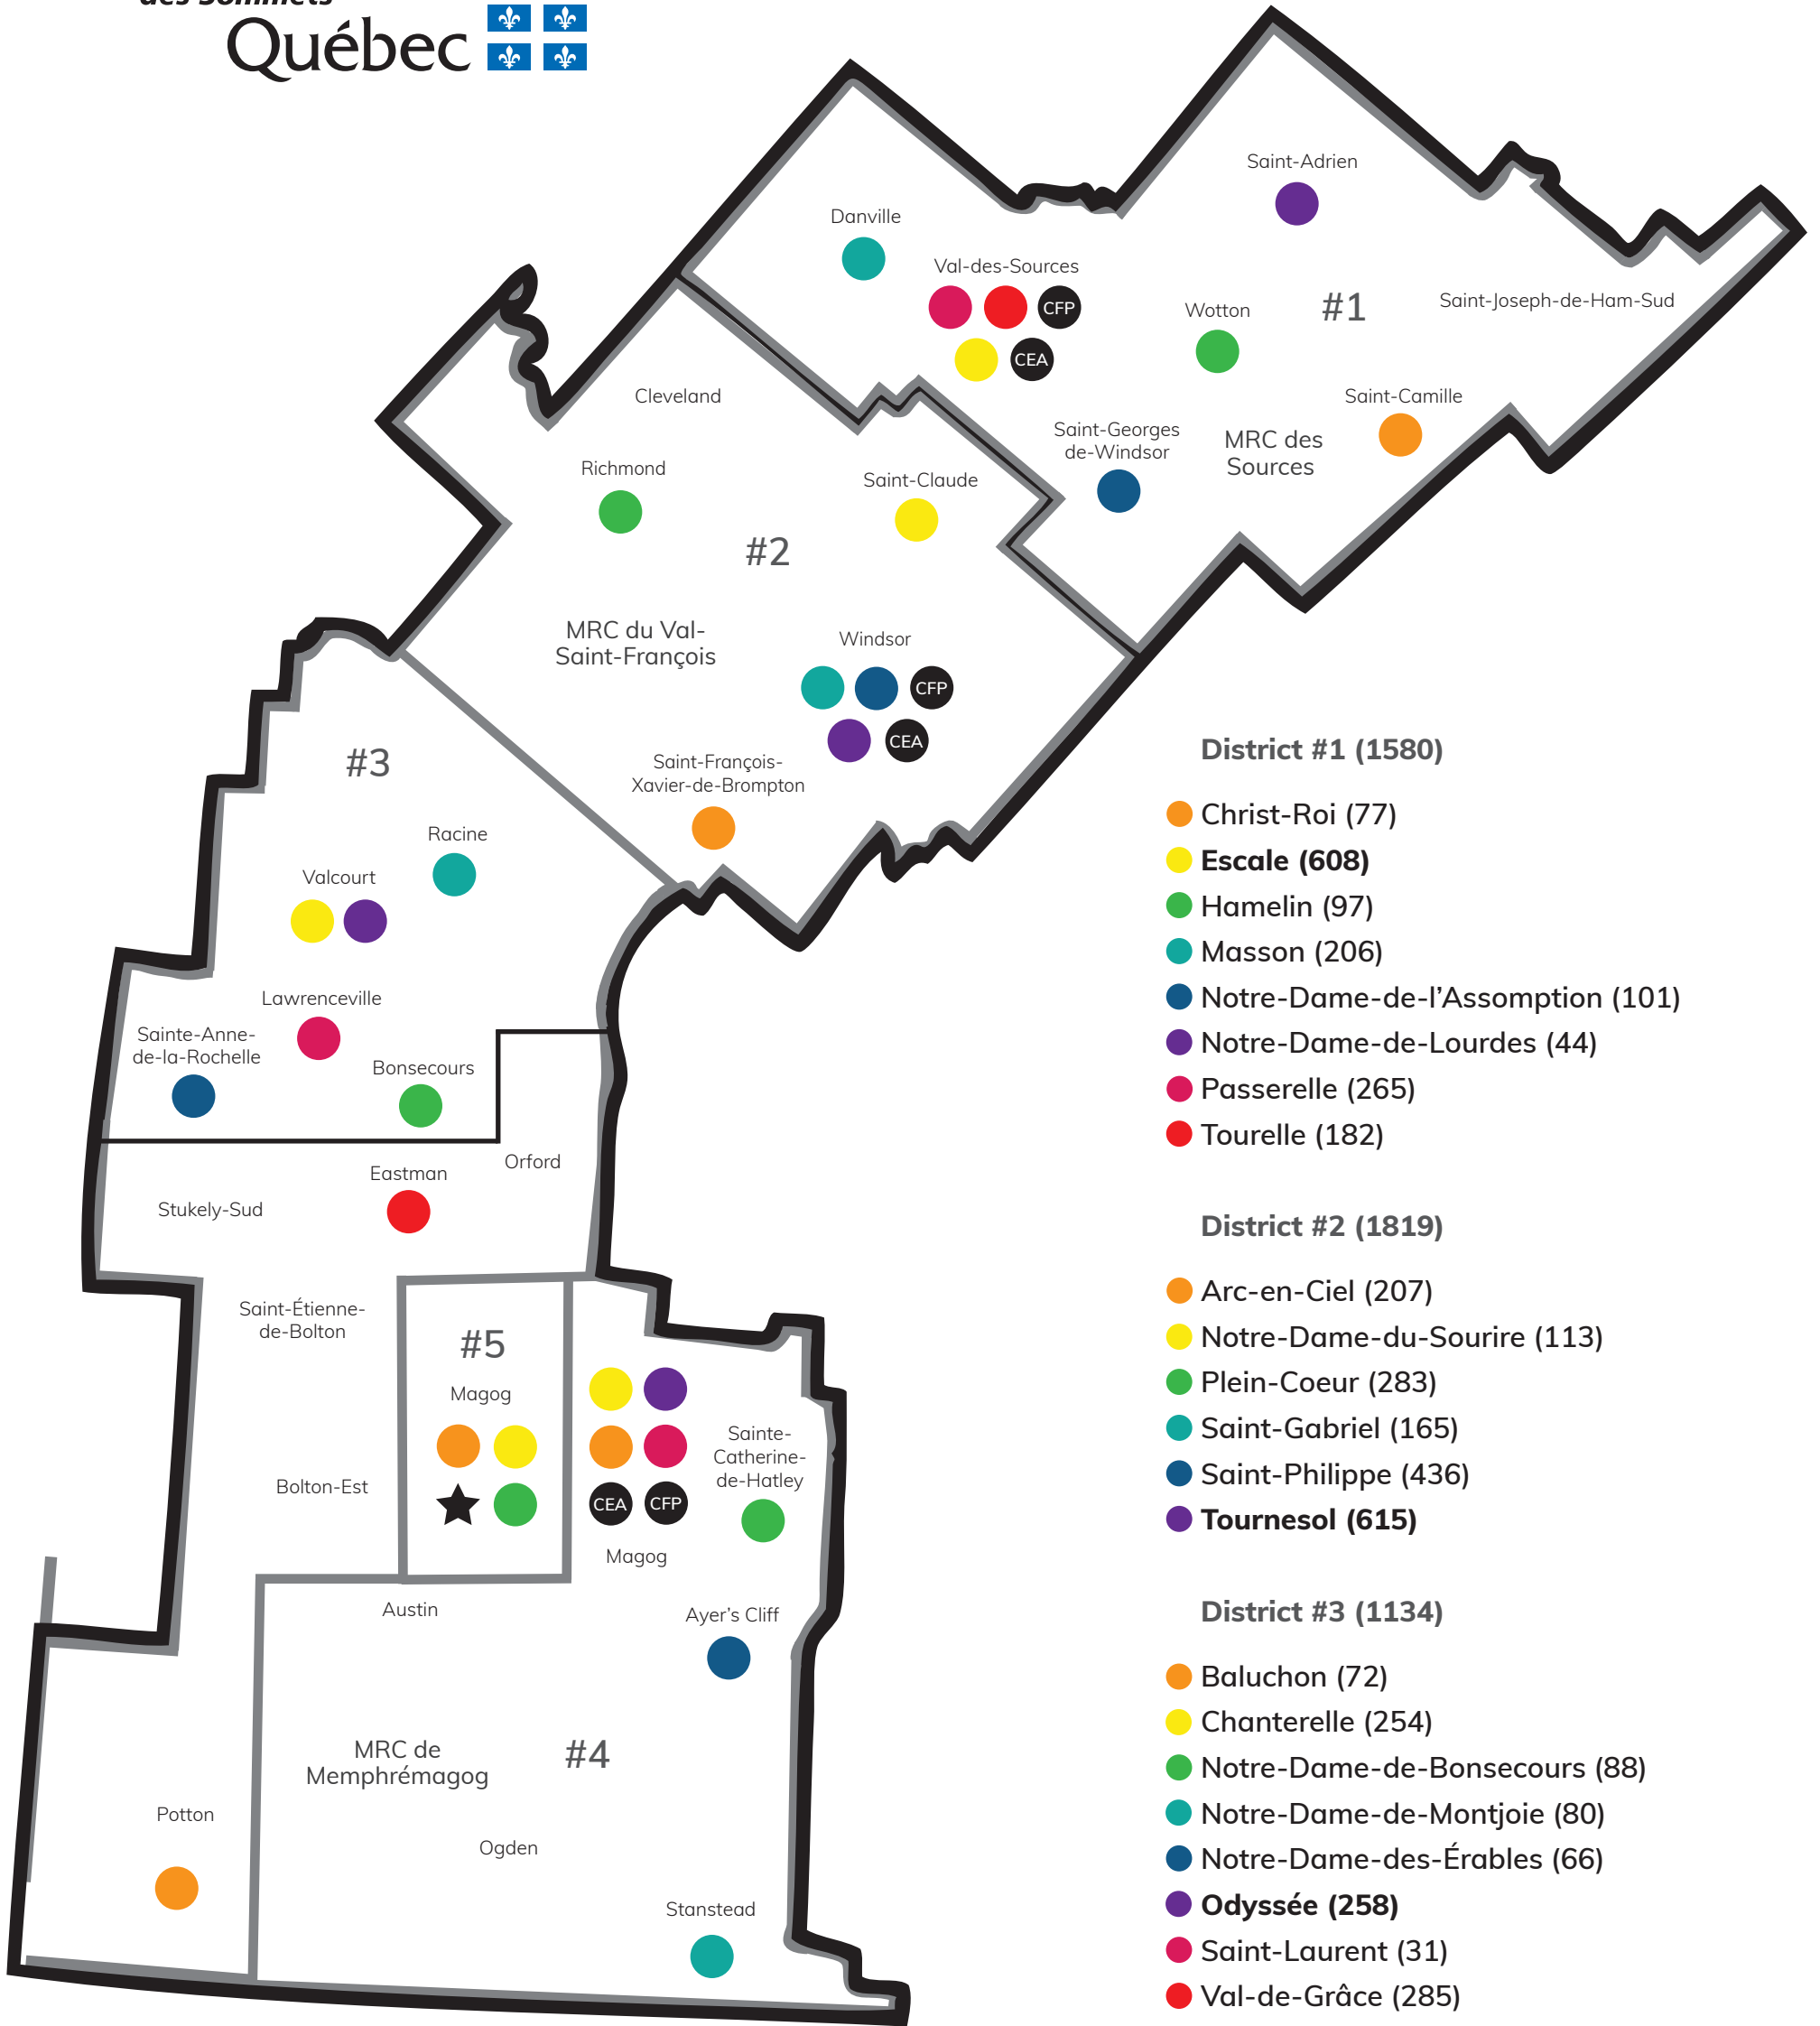 des Sommets
Québec
Saint-Adrien
Danville
Val-des-Sources
CFP
CEA
Wotton
#1
Saint-Joseph-de-Ham-Sud
Cleveland
Saint-Camille
Saint-Georges
de-Windsor
MRC des
Sources
Richmond
Saint-Claude
#2
MRC du Val-
Saint-François
Windsor
CFP
CEA
Saint-François-
Xavier-de-Brompton
#3
Racine
Valcourt
Lawrenceville
Sainte-Anne-
de-la-Rochelle
Bonsecours
Orford
Eastman
Stukely-Sud
Saint-Étienne-
de-Bolton
#5
Magog
Sainte-
Catherine-
de-Hatley
Bolton-Est
CEA
CFP
Magog
Austin
Ayer's Cliff
MRC de
Memphrémagog
#4
Potton
Ogden
Stanstead
District #1 (1580)
Christ-Roi (77)
Escale (608)
Hamelin (97)
Masson (206)
Notre-Dame-de-l'Assomption (101)
Notre-Dame-de-Lourdes (44)
Passerelle (265)
Tourelle (182)
District #2 (1819)
Arc-en-Ciel (207)
Notre-Dame-du-Sourire (113)
Plein-Coeur (283)
Saint-Gabriel (165)
Saint-Philippe (436)
Tournesol (615)
District #3 (1134)
Baluchon (72)
Chanterelle (254)
Notre-Dame-de-Bonsecours (88)
Notre-Dame-de-Montjoie (80)
Notre-Dame-des-Érables (66)
Odyssée (258)
Saint-Laurent (31)
Val-de-Grâce (285)